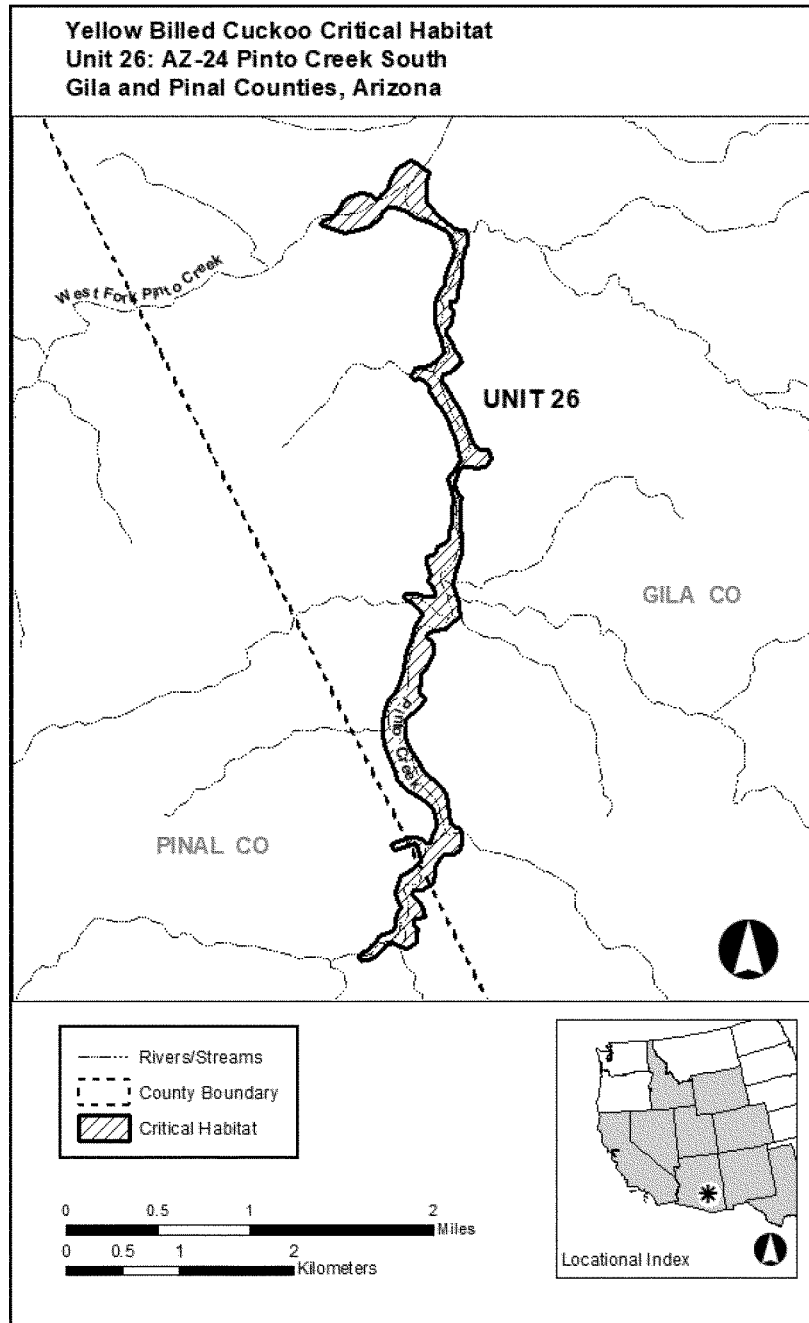 Yellow Billed Cuckoo Critical Habitat
Unit 26: AZ-24 Pinto Creek South
Gila and Pinal Counties, Arizona
West Fork Pinto Creek
UNIT 26
GILA CO
Pinto Creek
PINAL CO
Rivers/Streams
County Boundary
Critical Habitat
0 0.5 1 2
Miles
0 0.5 1 2
Kilometers
Locational Index